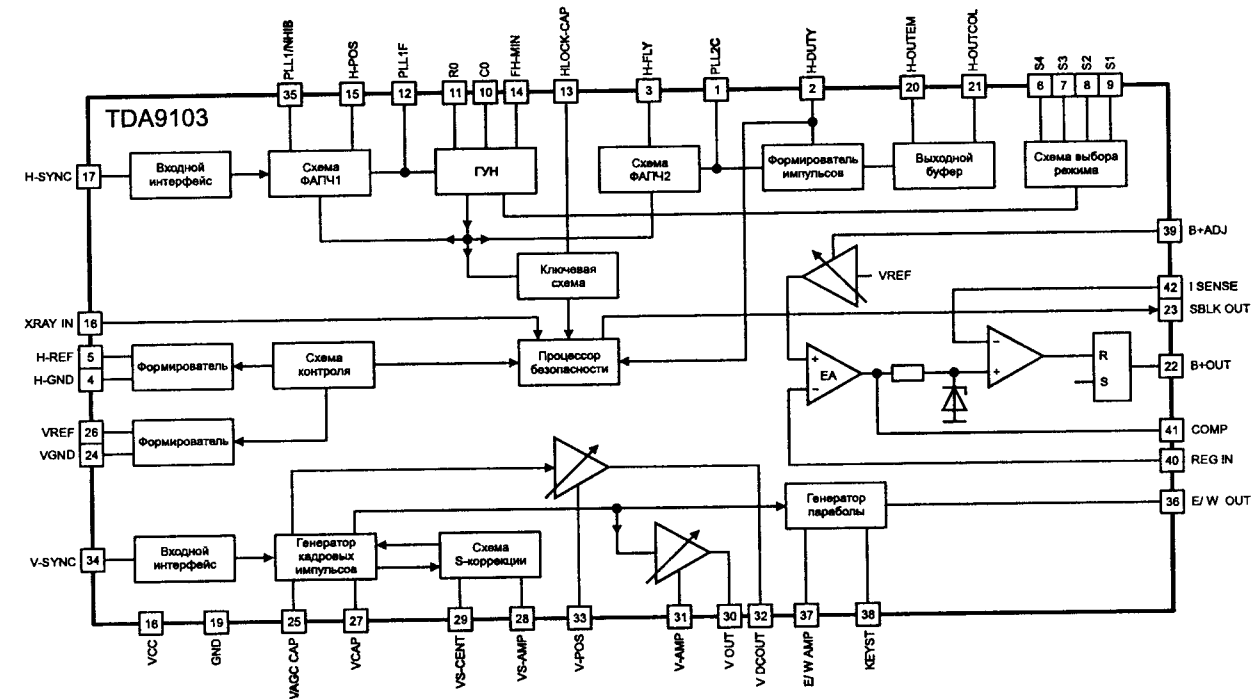 PLL1/NHIB
H-POS
PLL1F
R0
C0
FH-MIN
HLOCK-CAP
H-FLY
PLL2C
H-DUTY
H-OUTEM
H-OUTCOL
S4
S3
S2
S1
35
15
12
11
10
14
13
3
1
2
20
21
6
7
8
9
TDA9103
H-SYNC
17
Входной
интерфейс
Схема
ФАПЧ1
ГУН
Схема
ФАПЧ2
Формирователь
импульсов
Выходной
буфер
Схема выбора
режима
39
B+ADJ
VREF
Ключевая
схема
42
I SENSE
23
SBLK OUT
XRAY IN
16
H-REF
5
H-GND
4
Формирователь
Схема
контроля
Процессор
безопасности
+
EA
−
−
+
R
S
22
B+OUT
VREF
26
VGND
24
Формирователь
41
COMP
40
REG IN
Генератор
параболы
36
E/W OUT
V-SYNC
34
Входной
интерфейс
Генератор
кадровых
импульсов
Схема
S-коррекции
18
19
25
27
29
28
33
31
30
32
37
38
VCC
GND
VAGC CAP
VCAP
VS-CENT
VS-AMP
V-POS
V-AMP
V OUT
V DCOUT
E/W AMP
KEYST